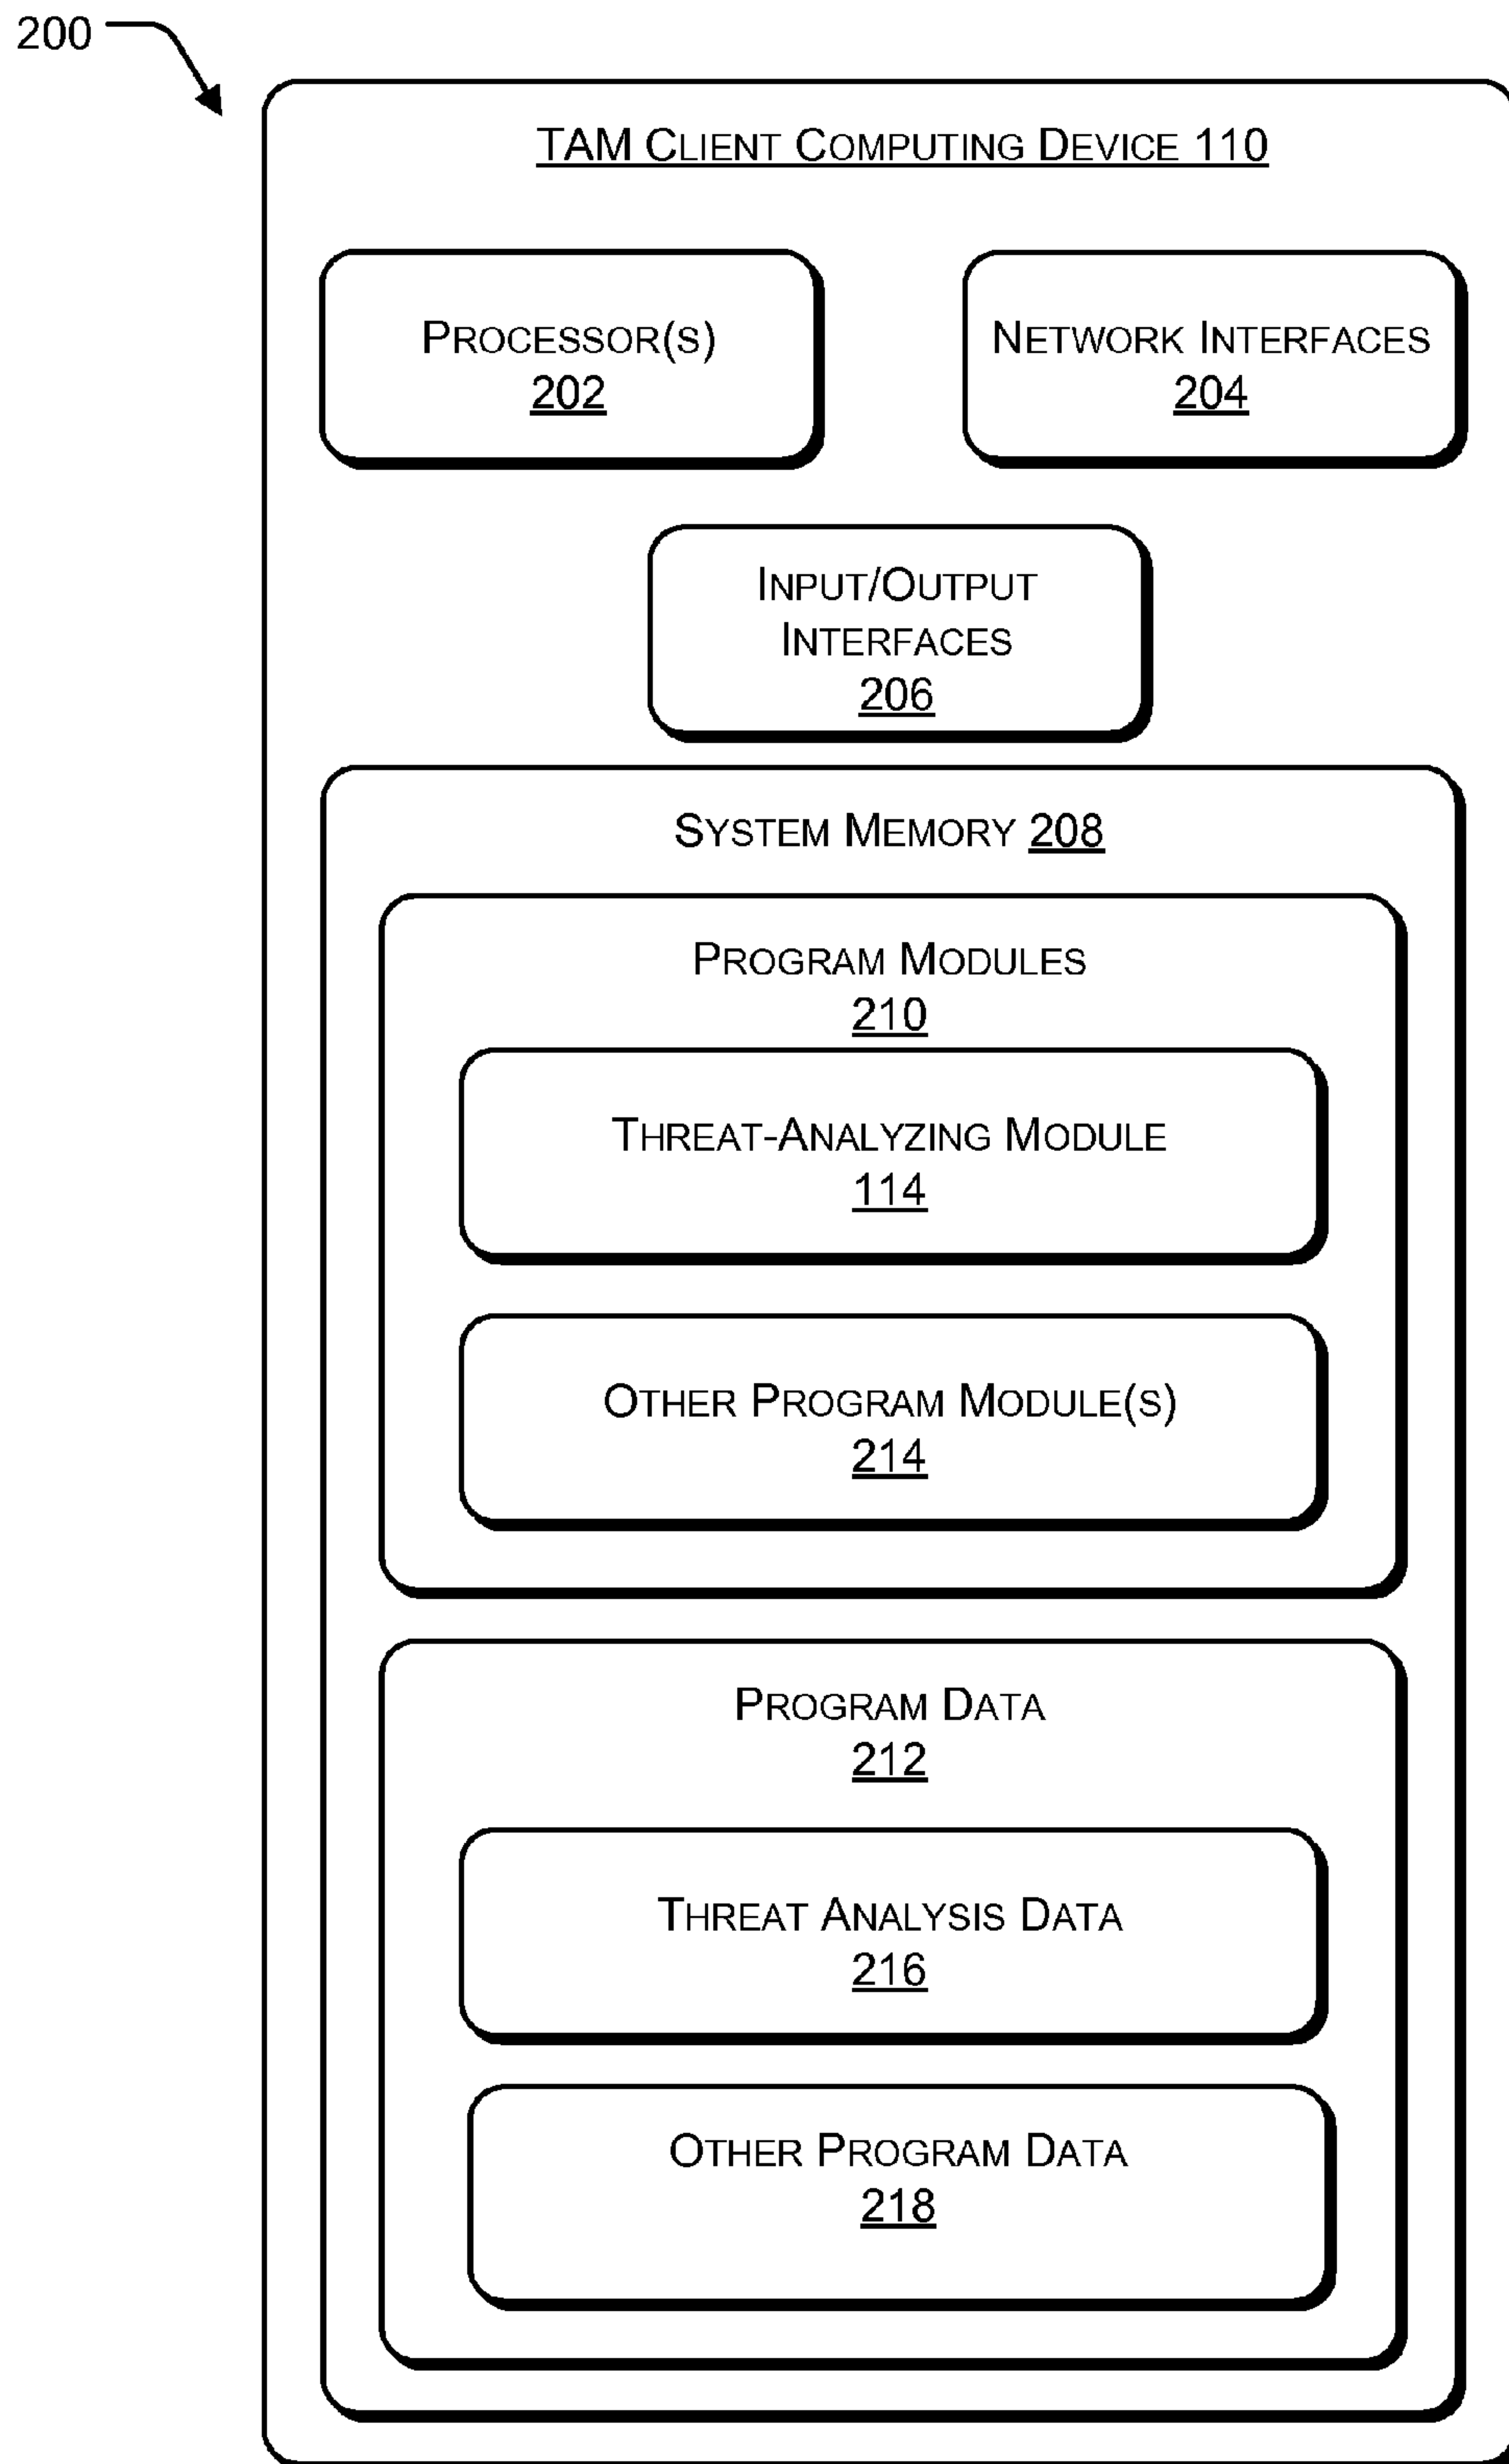 200
TAM CLIENT COMPUTING DEVICE 110
PROCESSOR(S)
202
NETWORK INTERFACES
204
INPUT/OUTPUT
INTERFACES
206
SYSTEM MEMORY 208
PROGRAM MODULES
210
THREAT-ANALYZING MODULE
114
OTHER PROGRAM MODULE(S)
214
PROGRAM DATA
212
THREAT ANALYSIS DATA
216
OTHER PROGRAM DATA
218